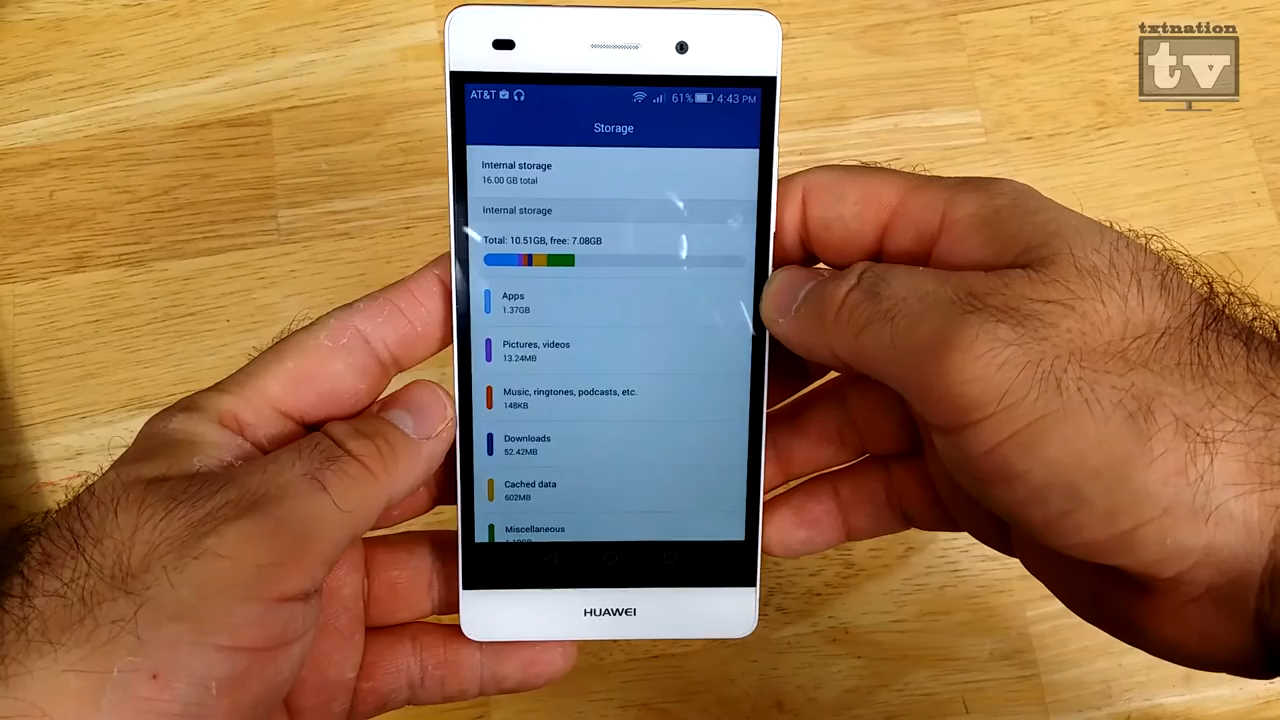 txtnation
tv
AT&T 61% 4:43 PM
Storage
Internal storage
16.00 GB total
Internal storage
Total: 10.51GB, free: 7.08GB
Apps
1.37GB
Pictures, videos
13.24MB
Music, ringtones, podcasts, etc.
148KB
Downloads
52.42MB
Cached data
602MB
Miscellaneous
HUAWEI